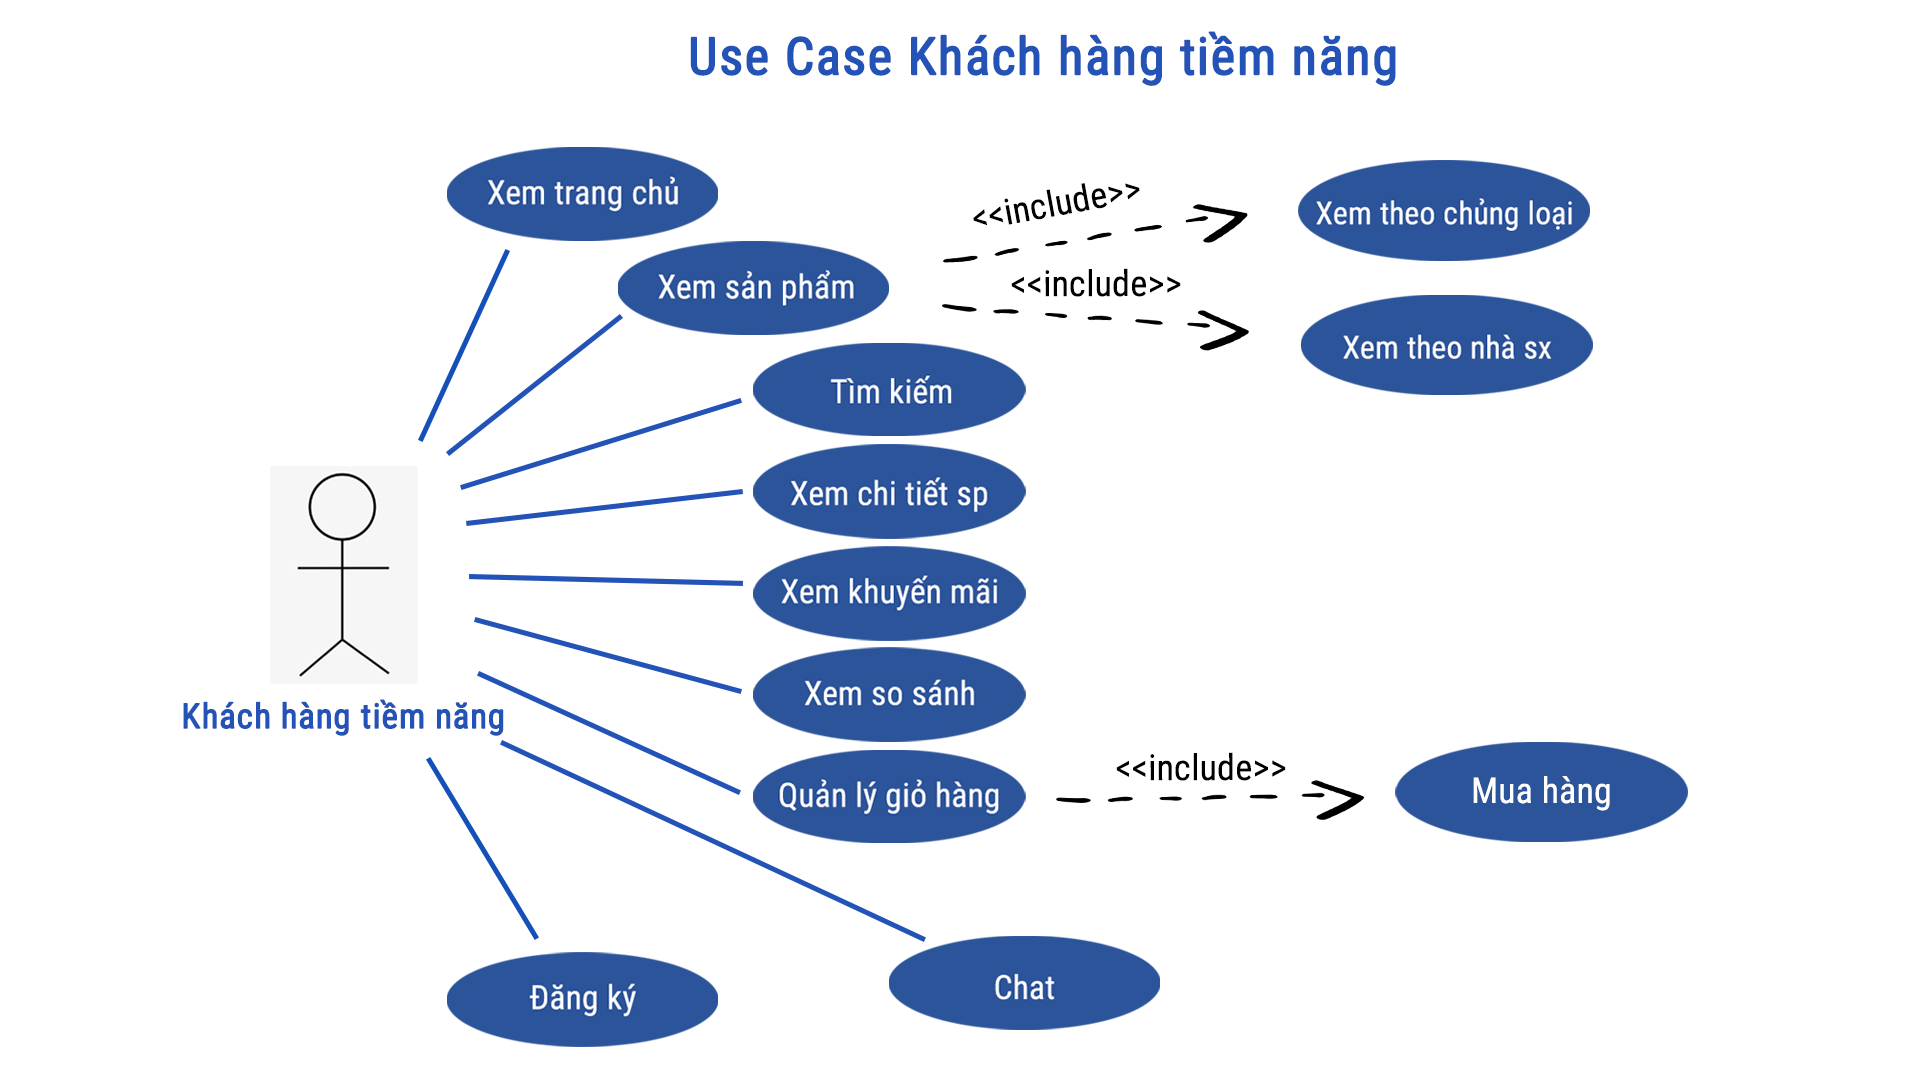 Use Case Khách hàng tiềm năng
Xem trang chủ
Xem sản phẩm
<<include>>
Xem theo chủng loại
<<include>>
Xem theo nhà sx
Tìm kiếm
Xem chi tiết sp
Xem khuyến mãi
Xem so sánh
Khách hàng tiềm năng
Quản lý giỏ hàng
<<include>>
Mua hàng
Chat
Đăng ký